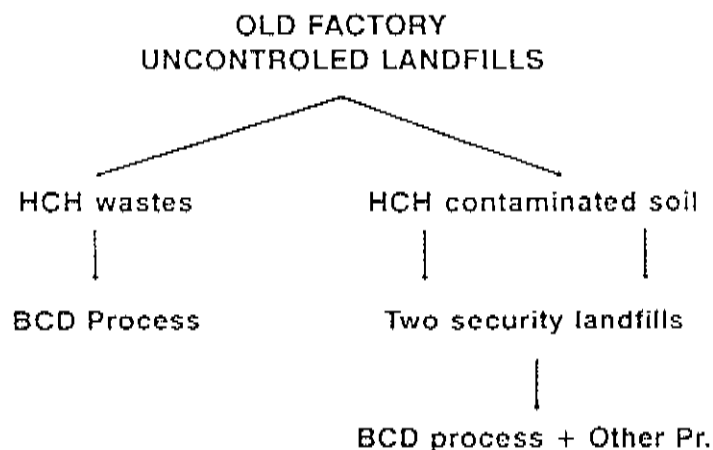 OLD FACTORY
UNCONTROLED LANDFILLS
HCH wastes
HCH contaminated soil
BCD Process
Two security landfills
BCD process + Other Pr.